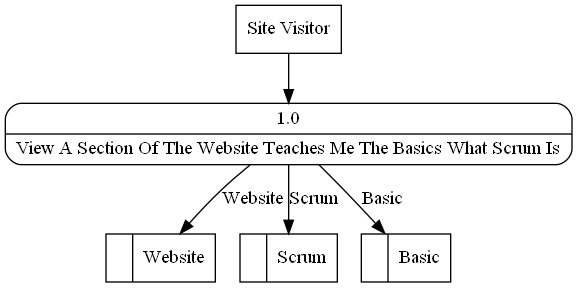 Site Visitor
1.0
View A Section Of The Website Teaches Me The Basics What Scrum Is
Website Scrum Basic
Website Scrum Basic